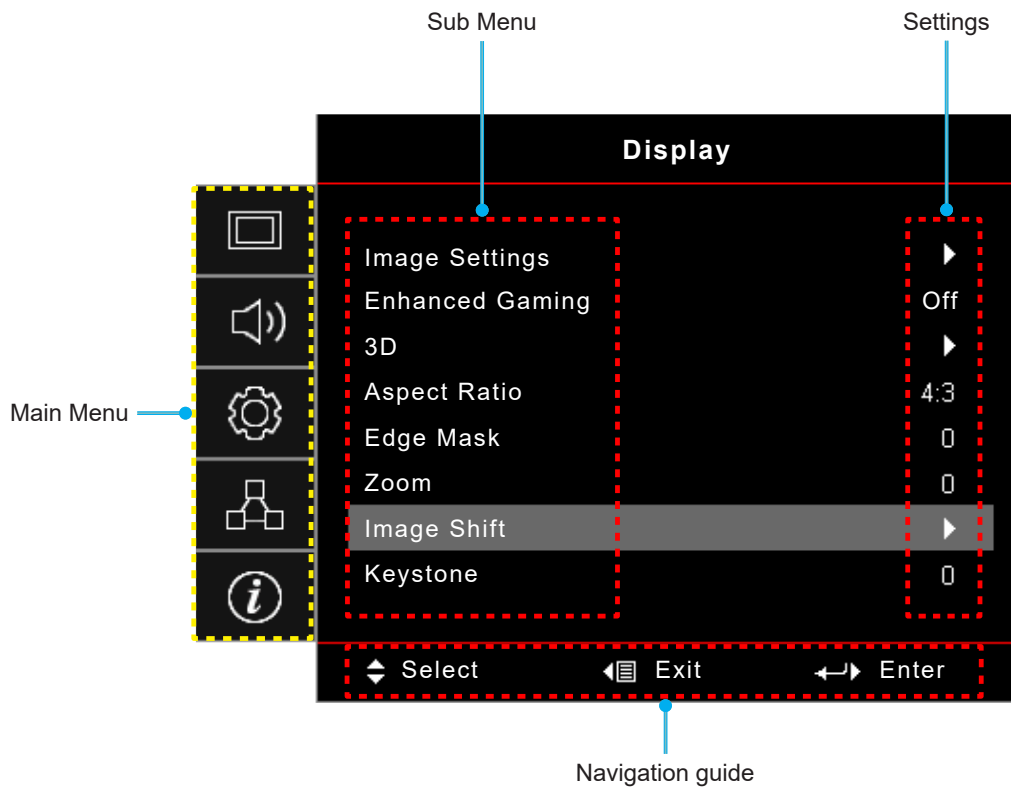 Sub Menu Settings
Display
Image Settings
Enhanced Gaming Off
3D
Aspect Ratio 4:3
Main Menu
Edge Mask 0
Zoom 0
Image Shift
Keystone 0
Select Exit Enter
Navigation guide